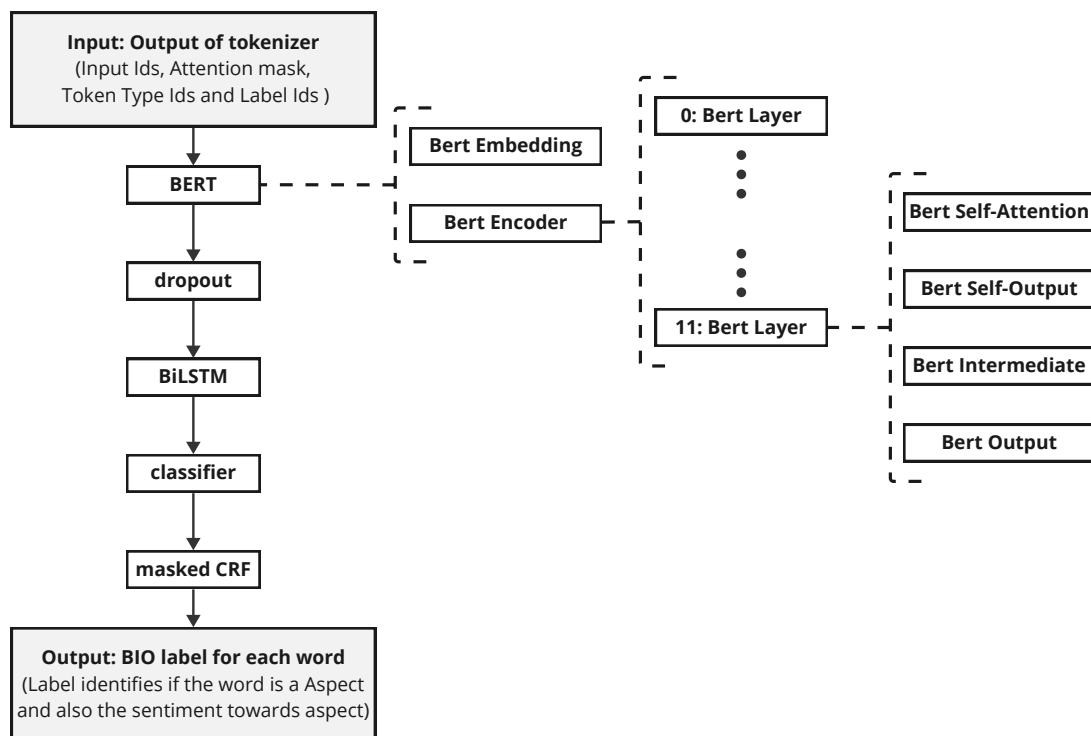 Input: Output of tokenizer
(Input Ids, Attention mask,
Token Type Ids and Label Ids )
BERT
dropout
BiLSTM
classifier
masked CRF
Output: BIO label for each word
(Label identifies if the word is a Aspect
and also the sentiment towards aspect)
Bert Embedding
Bert Encoder
0: Bert Layer
11: Bert Layer
Bert Self-Attention
Bert Self-Output
Bert Intermediate
Bert Output